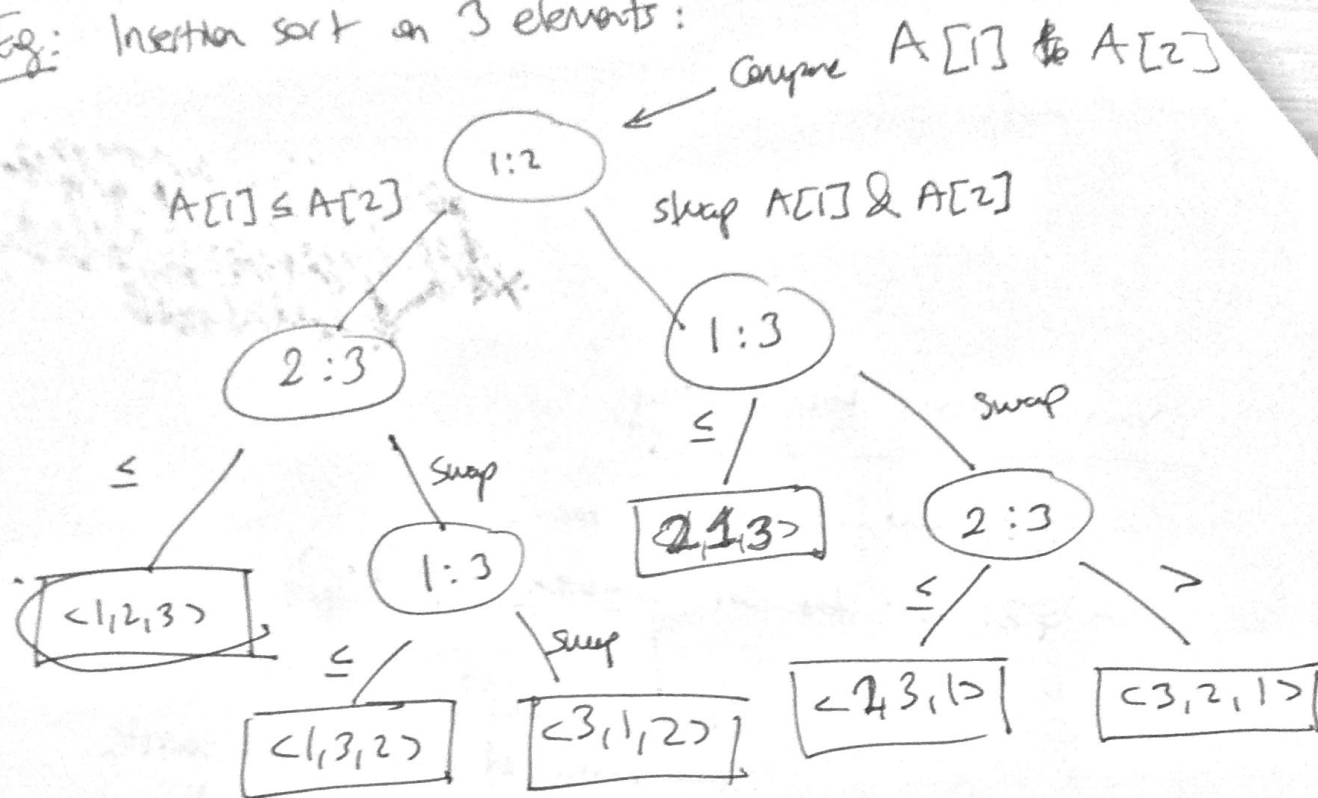 Eg: Insertion sort on 3 elements:
Compare A[1] to A[2]
1:2
A[1] ≤ A[2]
swap A[1] & A[2]
2:3
1:3
≤
swap
≤
swap
1:3
<2,1,3>
2:3
<1,2,3>
≤
swap
≤
>
<1,3,2>
<3,1,2>
<2,3,1>
<3,2,1>